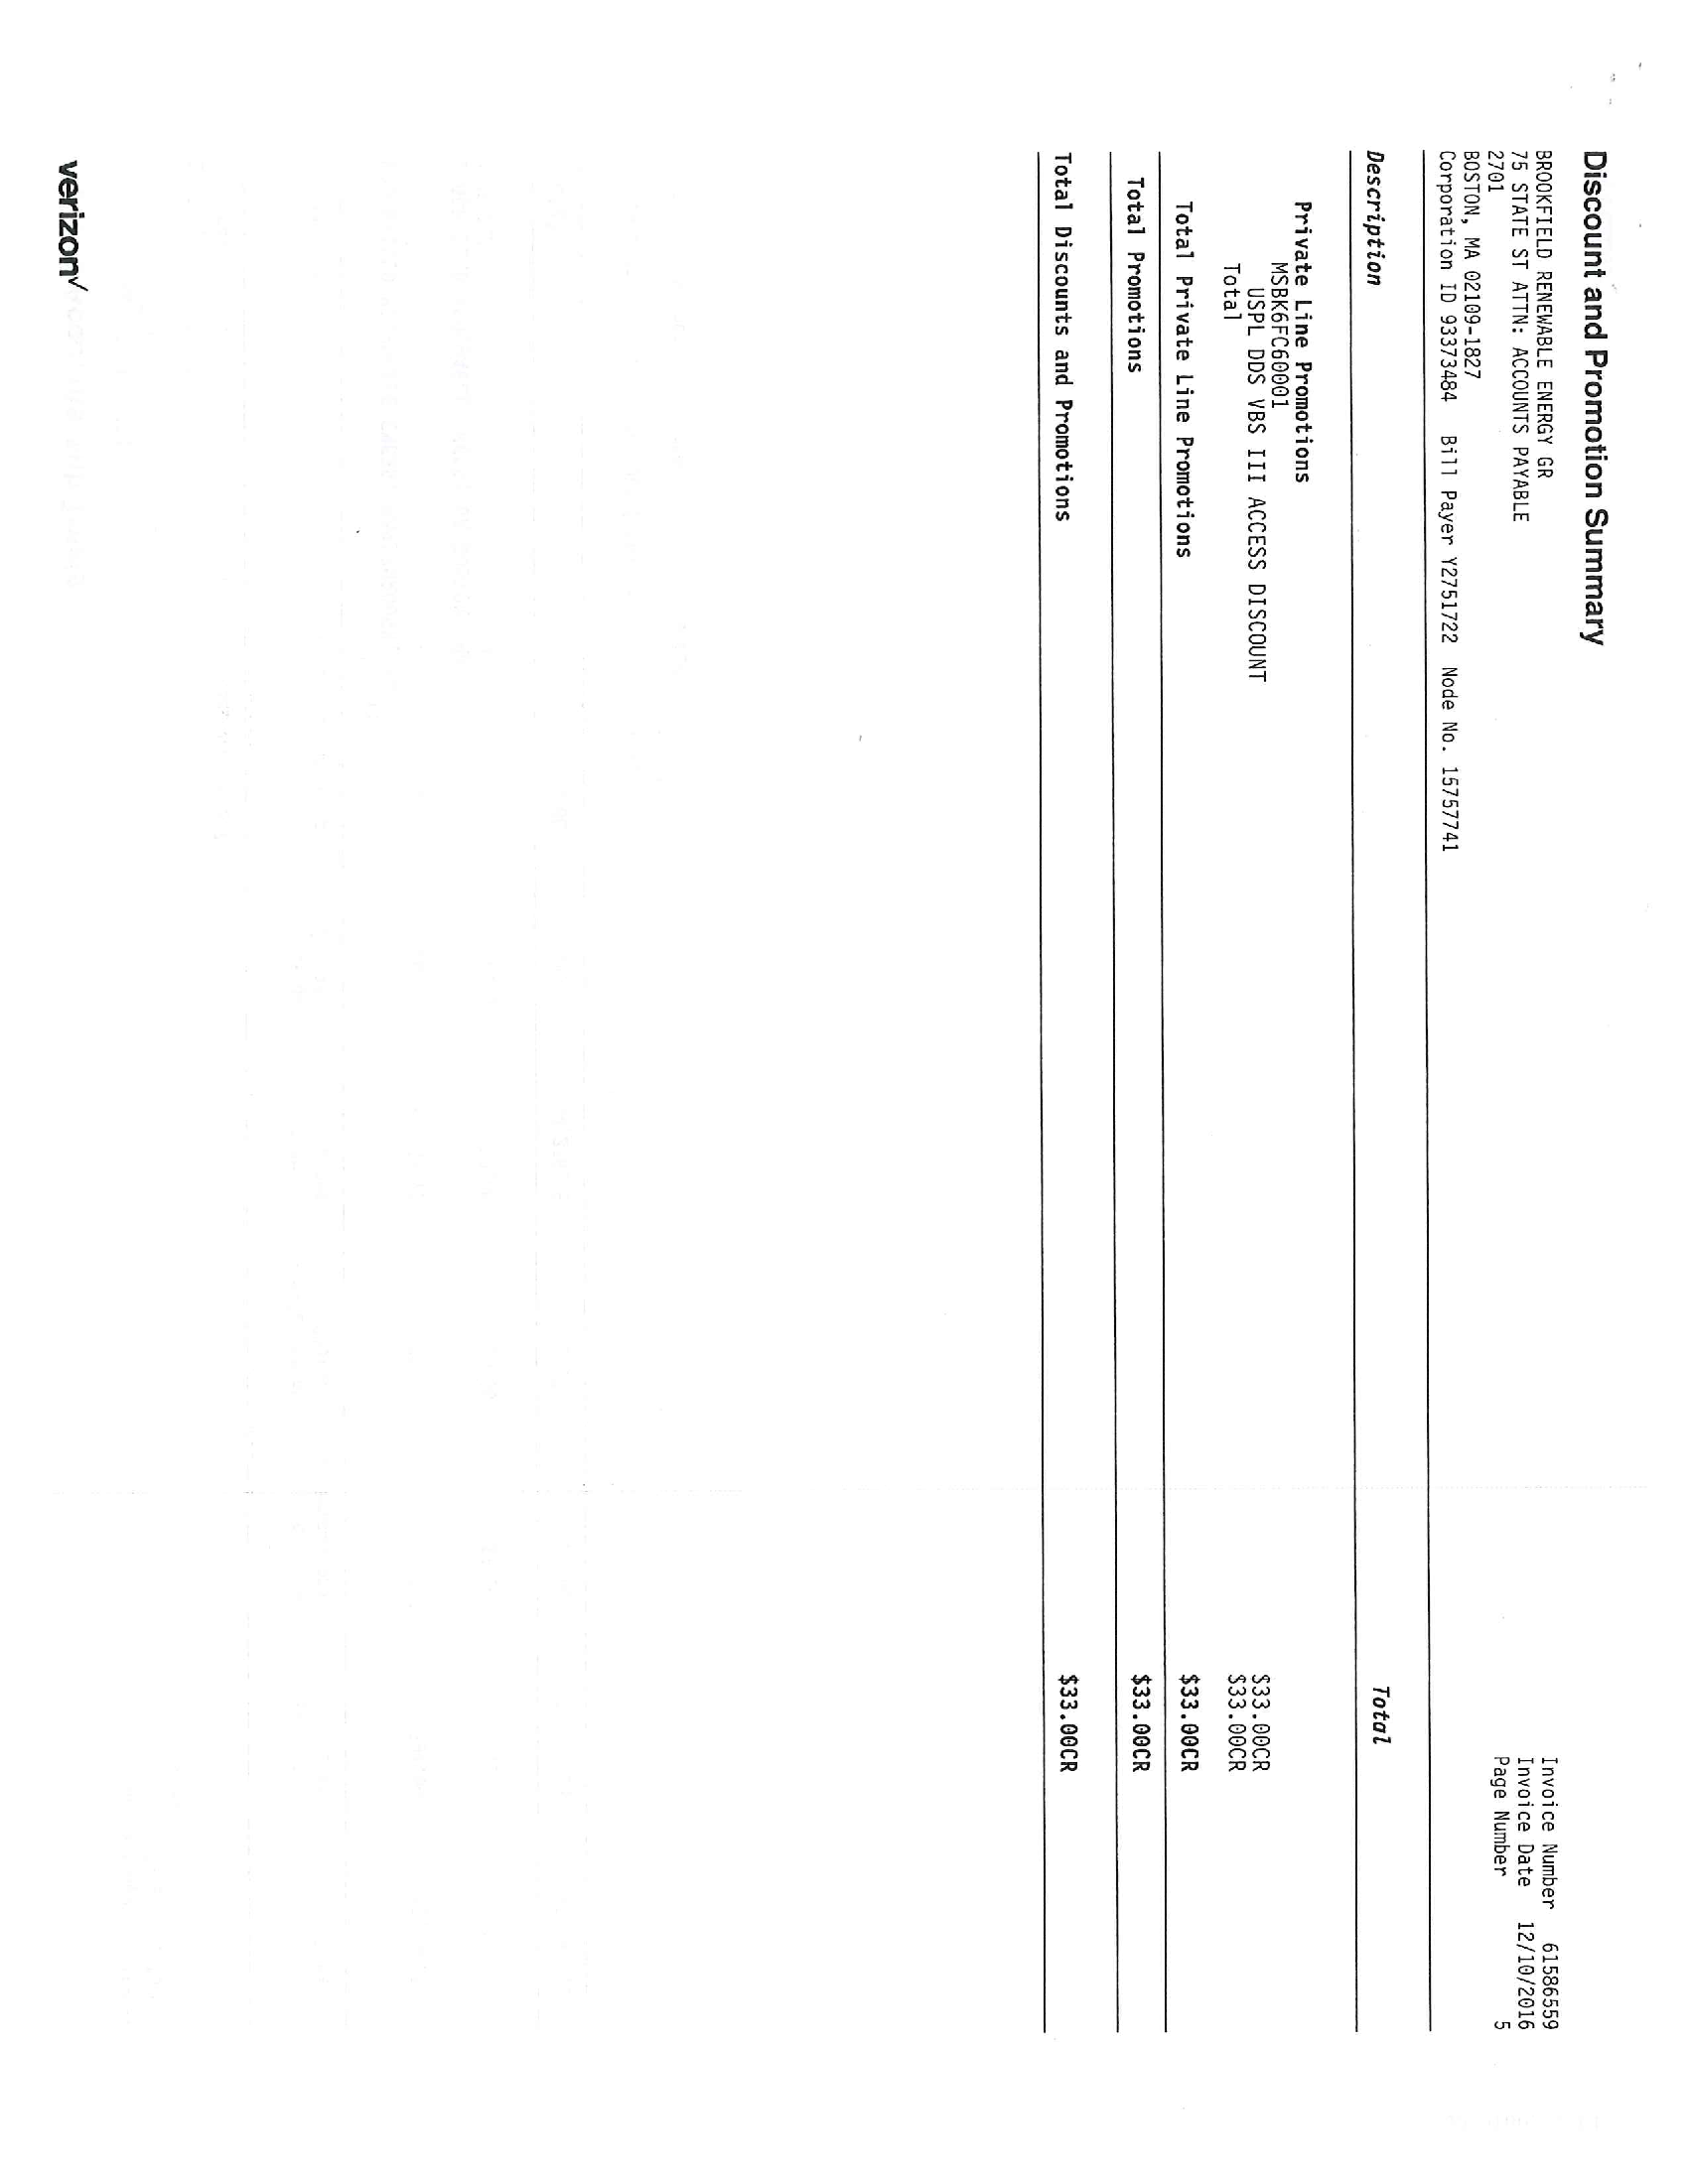 Discount and Promotion Summary
BROOKFIELD RENEWABLE ENERGY GR
75 STATE ST ATTN: ACCOUNTS PAYABLE
2701
BOSTON, MA 02109-1827
Corporation ID 93373484 Bill Payer Y2751722 Node No. 15757741
Invoice Number 61586559
Invoice Date 12/10/2016
Page Number 5
Description Total
Private Line Promotions
MSBK6FC60001
USPL DDS VBS III ACCESS DISCOUNT $33.00CR
Total $33.00CR
Total Private Line Promotions $33.00CR
Total Promotions $33.00CR
Total Discounts and Promotions $33.00CR
verizon✓